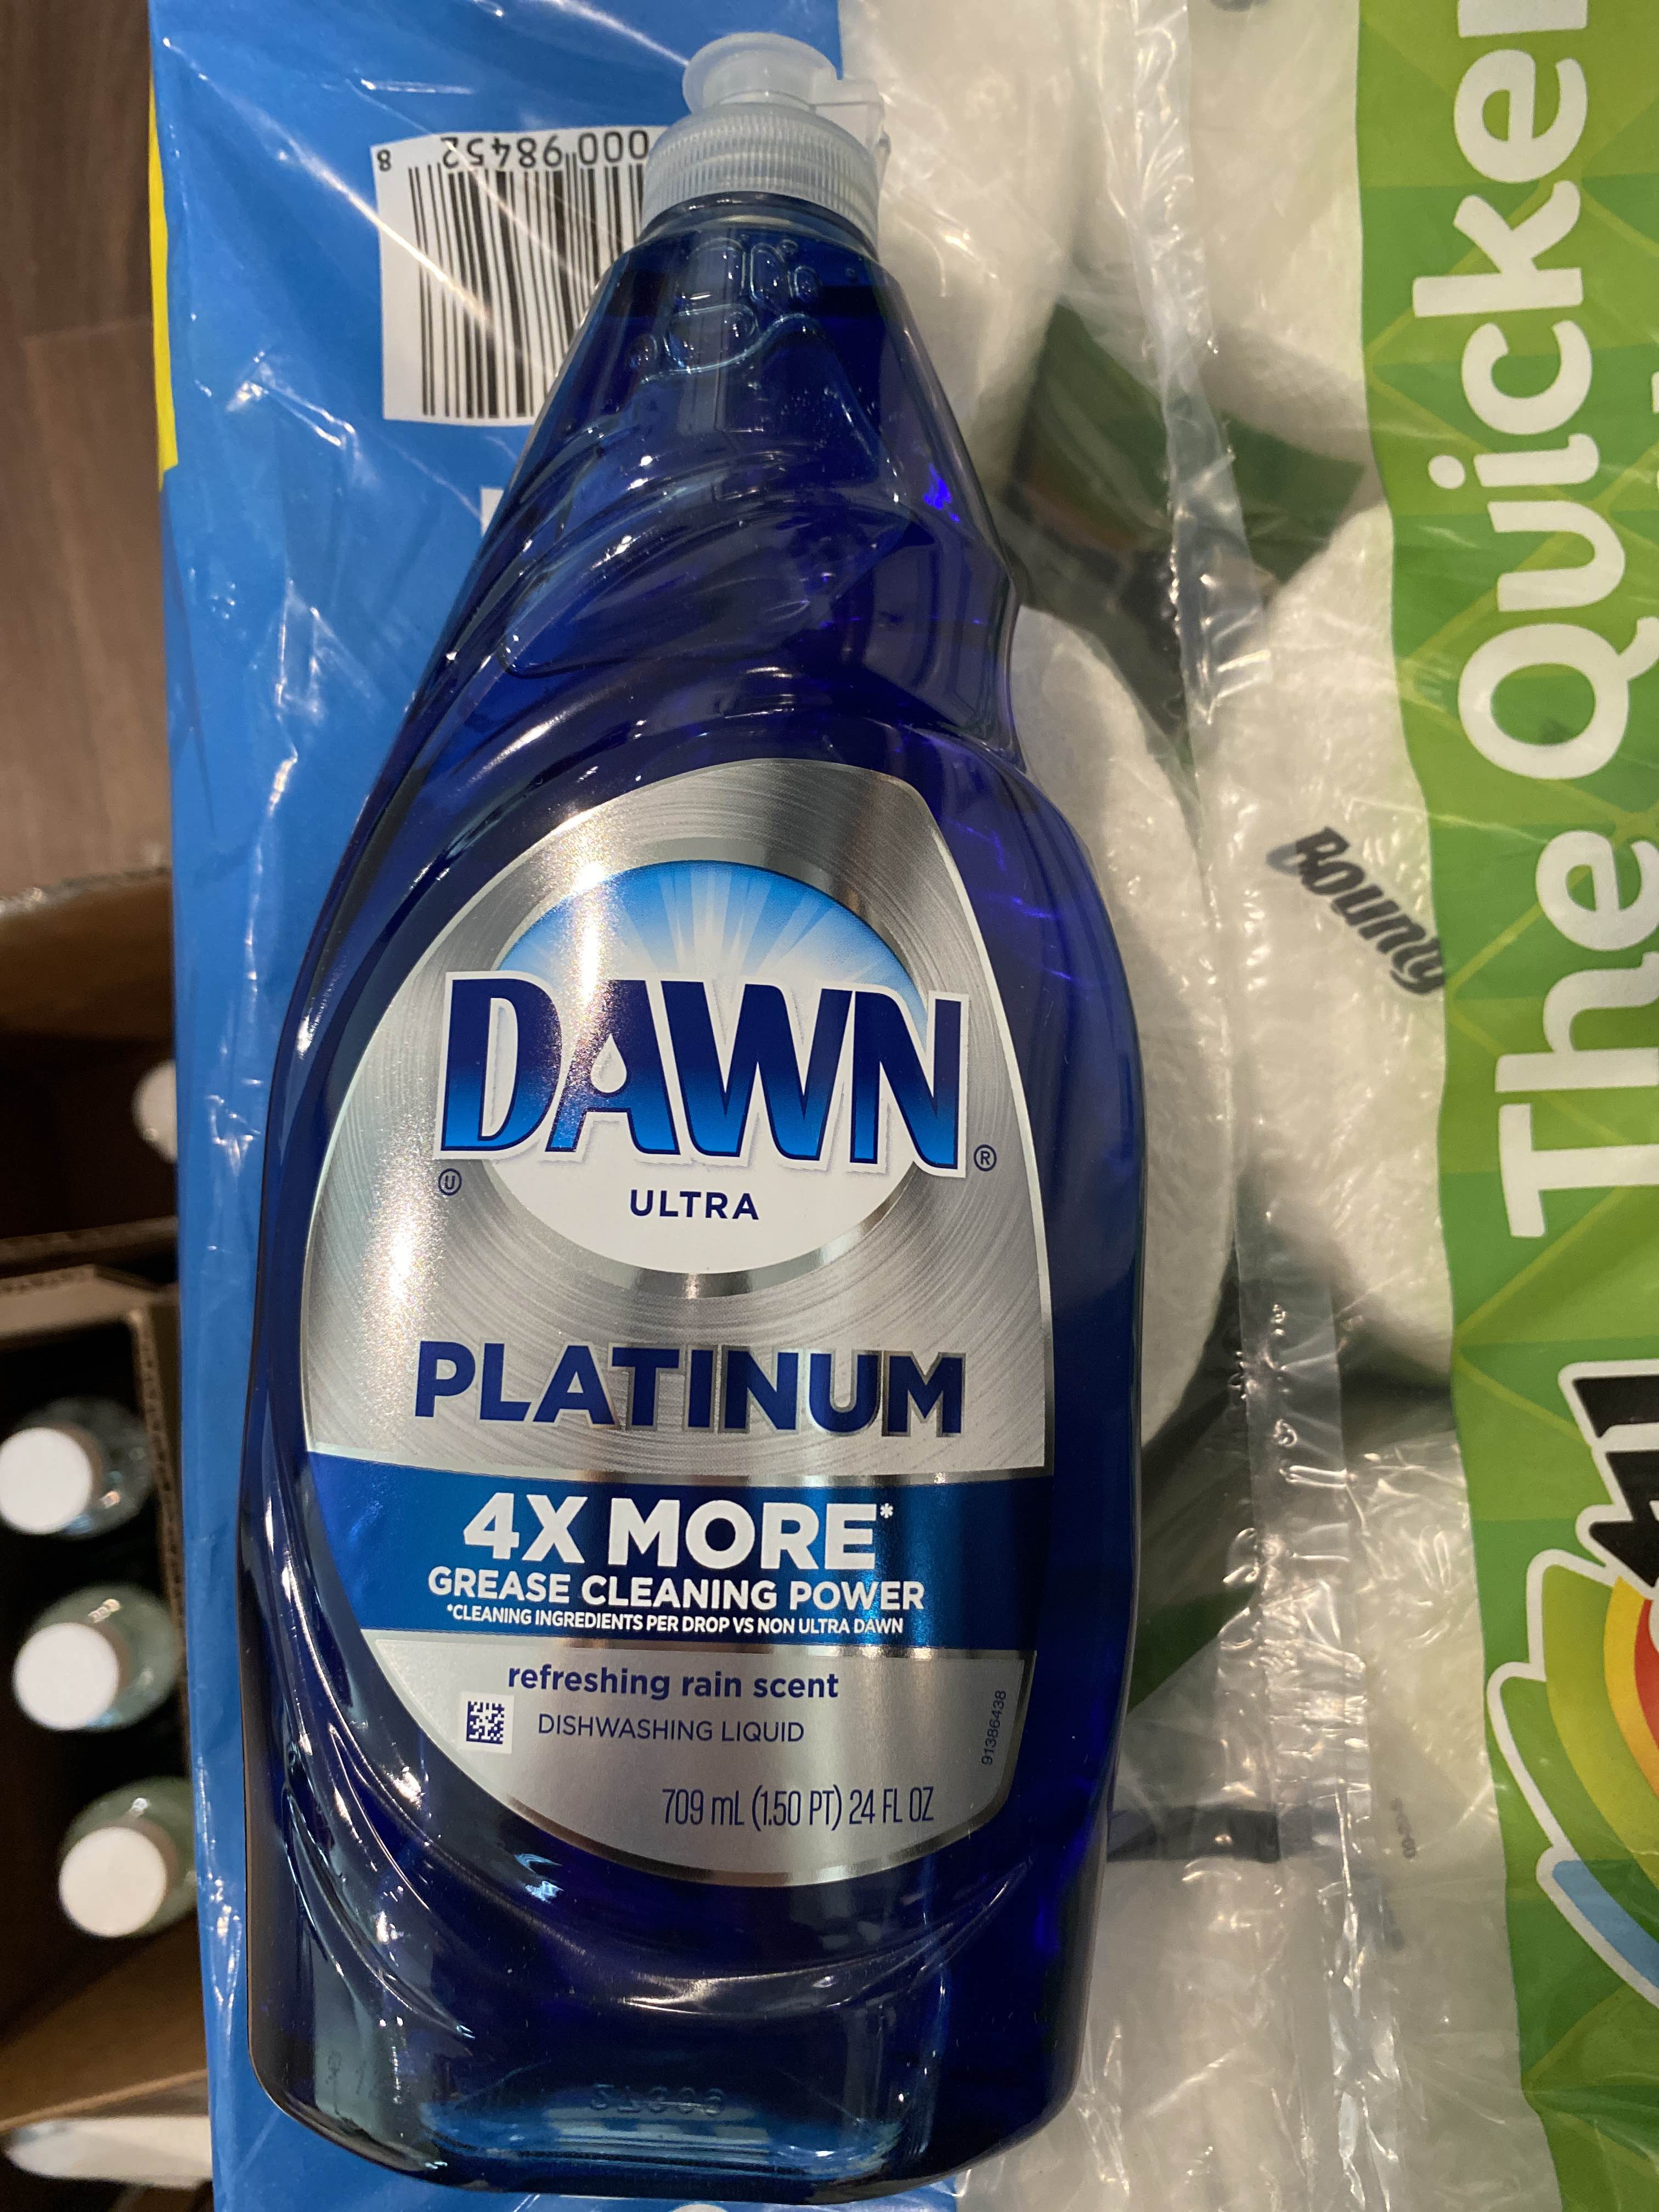 8 98452 000
DAWN®
U
ULTRA
PLATINUM
4X MORE*
GREASE CLEANING POWER
*CLEANING INGREDIENTS PER DROP VS NON ULTRA DAWN
refreshing rain scent
DISHWASHING LIQUID
91386438
709 mL (1.50 PT) 24 FL OZ
The Quicker
Bounty